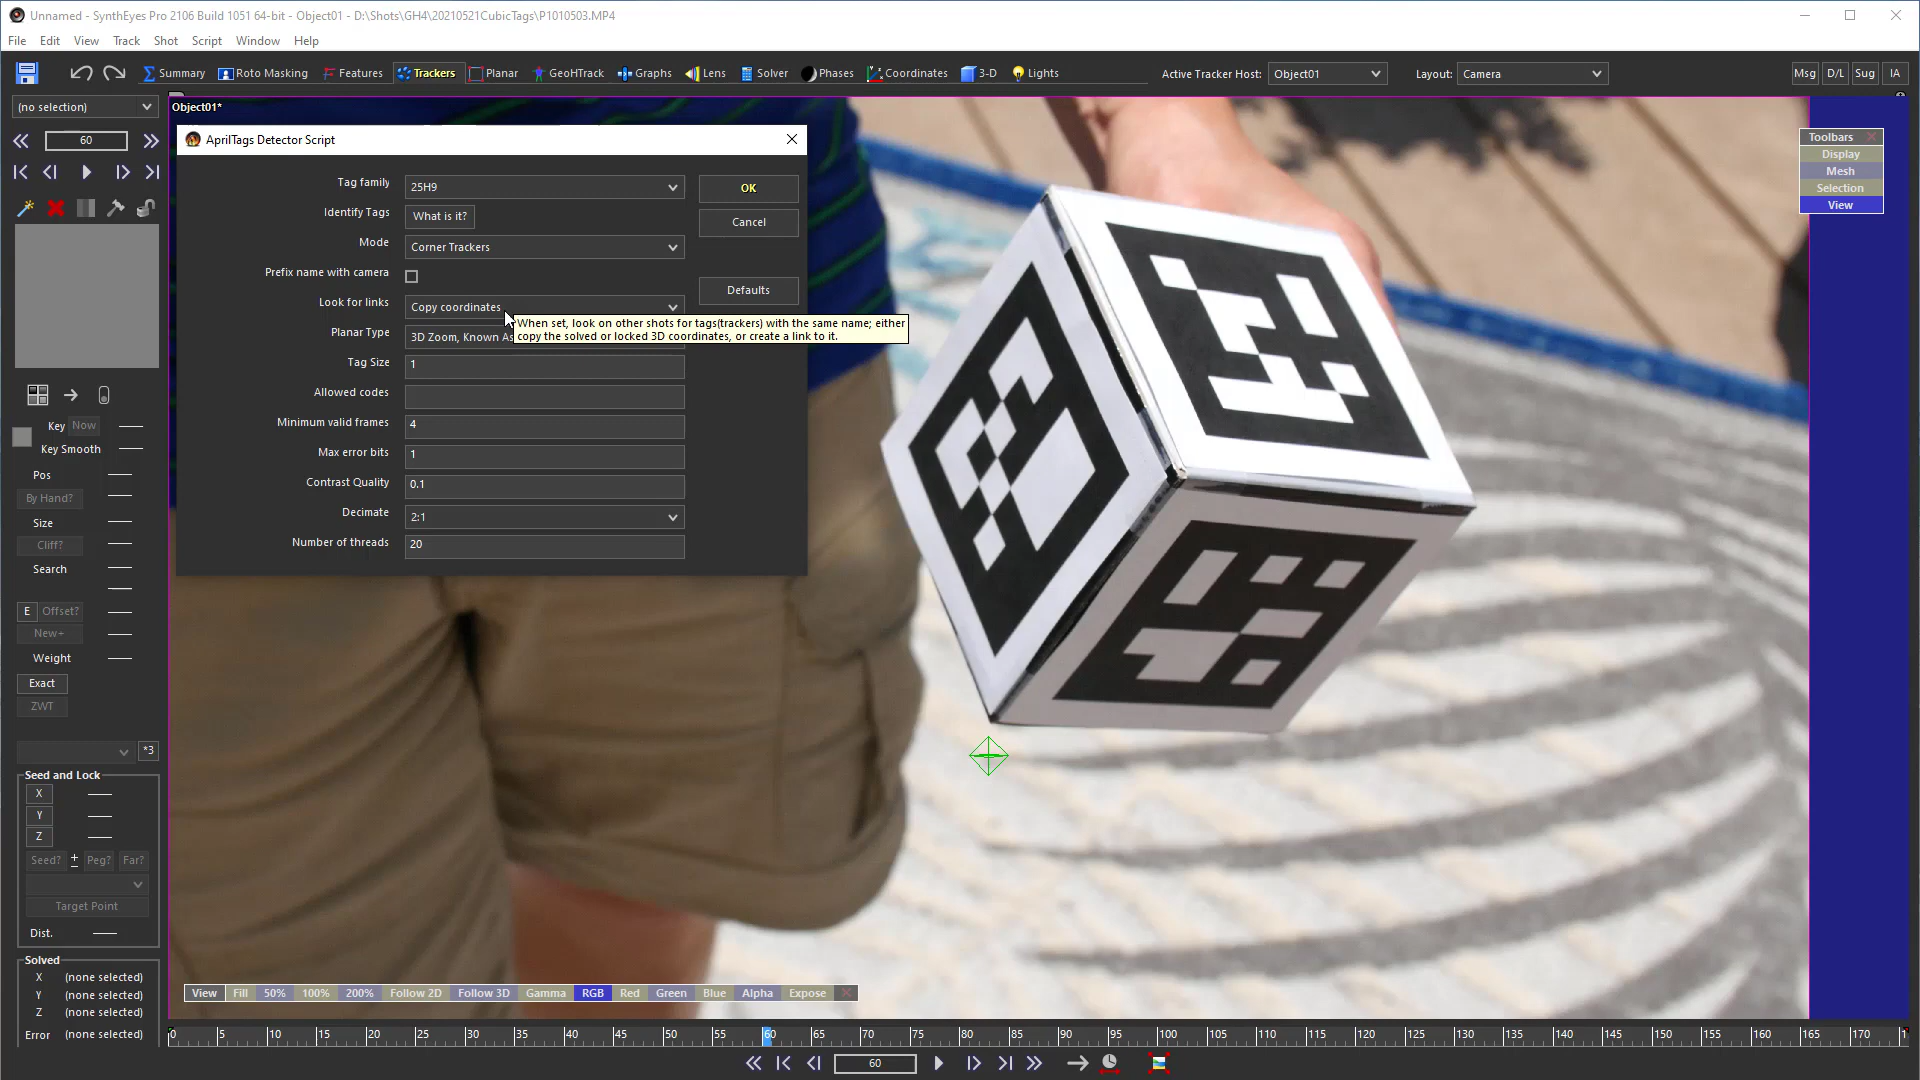 Unnamed - SynthEyes Pro 2106 Build 1051 64-bit - Object01 - D:\Shots\GH4\20210521CubicTags\P1010503.MP4
File Edit View Track Shot Script Window Help
Summary Roto Masking Features Trackers Planar GeoHTrack Graphs Lens Solver Phases Coordinates 3-D Lights Active Tracker Host: Object01 Layout: Camera Msg D/L Sug IA
(no selection)
Object01*
60
AprilTags Detector Script
Tag family 25H9 OK
Identify Tags What is it? Cancel
Mode Corner Trackers
Prefix name with camera Defaults
Look for links Copy coordinates
When set, look on other shots for tags(trackers) with the same name; either
copy the solved or locked 3D coordinates, or create a link to it.
Planar Type 3D Zoom, Known As
Tag Size 1
Allowed codes
Minimum valid frames 4
Max error bits 1
Contrast Quality 0.1
Decimate 2:1
Number of threads 20
Toolbars
Display
Mesh
Selection
View
Key Now
Key Smooth
Pos
By Hand?
Size
Cliff?
Search
E Offset?
New+
Weight
Exact
ZWT
*3
Seed and Lock
X
Y
Z
Seed? + Peg? Far?
Target Point
Dist.
Solved
X (none selected)
Y (none selected)
Z (none selected)
Error (none selected)
View Fill 50% 100% 200% Follow 2D Follow 3D Gamma RGB Red Green Blue Alpha Expose
0 5 10 15 20 25 30 35 40 45 50 55 60 65 70 75 80 85 90 95 100 105 110 115 120 125 130 135 140 145 150 155 160 165 170
60